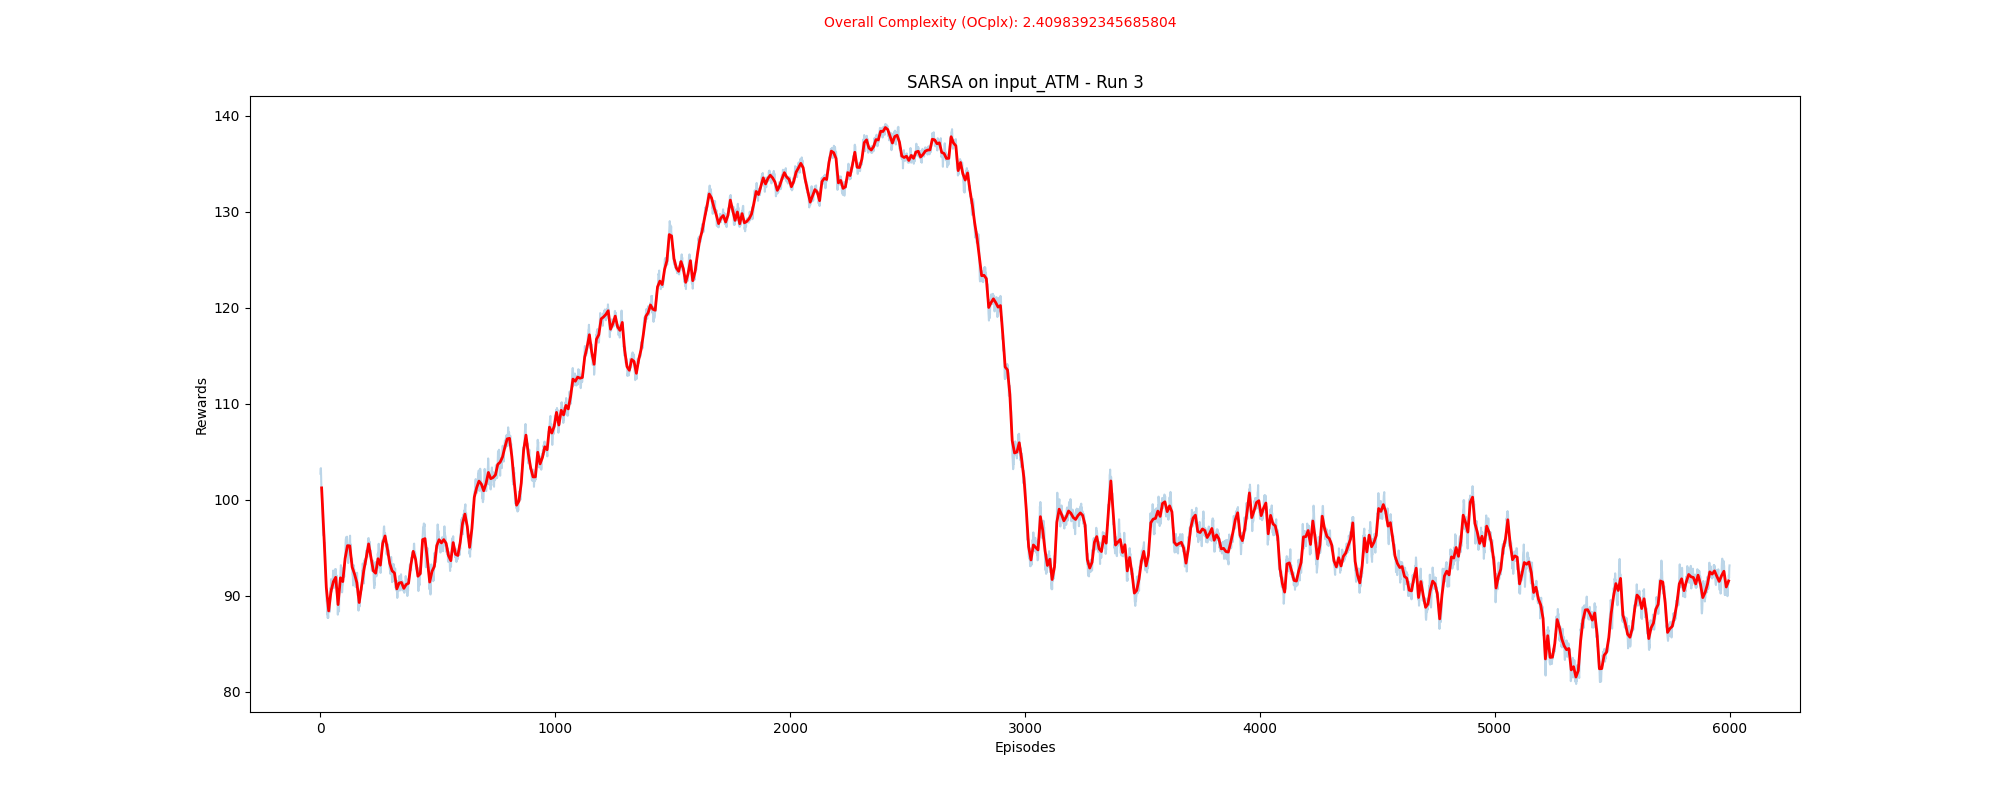 Overall Complexity (OCplx): 2.4098392345685804
SARSA on input_ATM - Run 3
Rewards
140
130
120
110
100
90
80
0 1000 2000 3000 4000 5000 6000
Episodes